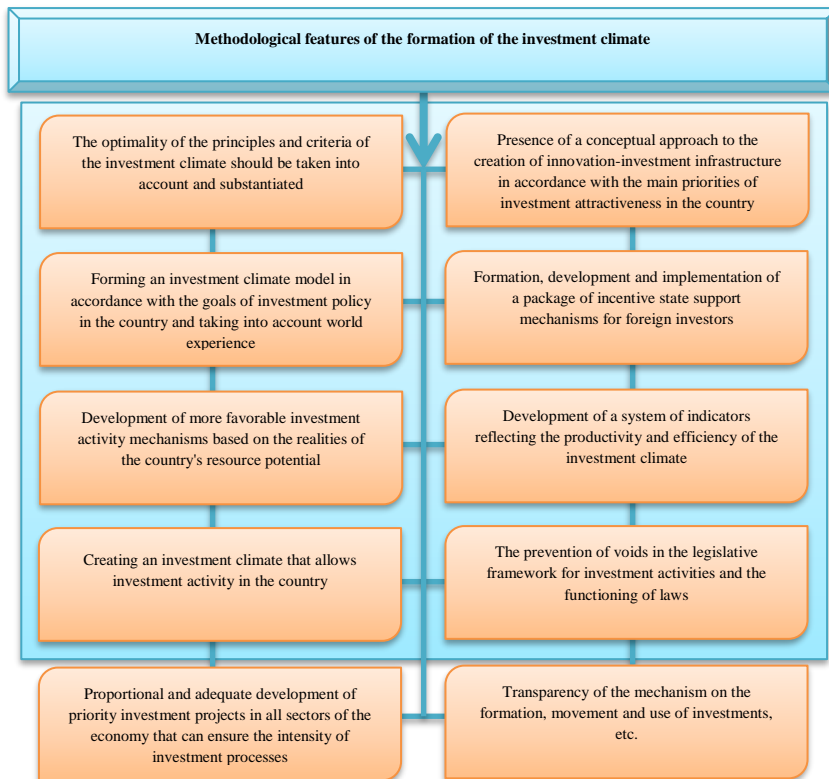 Methodological features of the formation of the investment climate
The optimality of the principles and criteria of
the investment climate should be taken into
account and substantiated
Presence of a conceptual approach to the
creation of innovation-investment infrastructure
in accordance with the main priorities of
investment attractiveness in the country
Forming an investment climate model in
accordance with the goals of investment policy
in the country and taking into account world
experience
Formation, development and implementation of
a package of incentive state support
mechanisms for foreign investors
Development of more favorable investment
activity mechanisms based on the realities of
the country's resource potential
Development of a system of indicators
reflecting the productivity and efficiency of the
investment climate
Creating an investment climate that allows
investment activity in the country
The prevention of voids in the legislative
framework for investment activities and the
functioning of laws
Proportional and adequate development of
priority investment projects in all sectors of the
economy that can ensure the intensity of
investment processes
Transparency of the mechanism on the
formation, movement and use of investments,
etc.